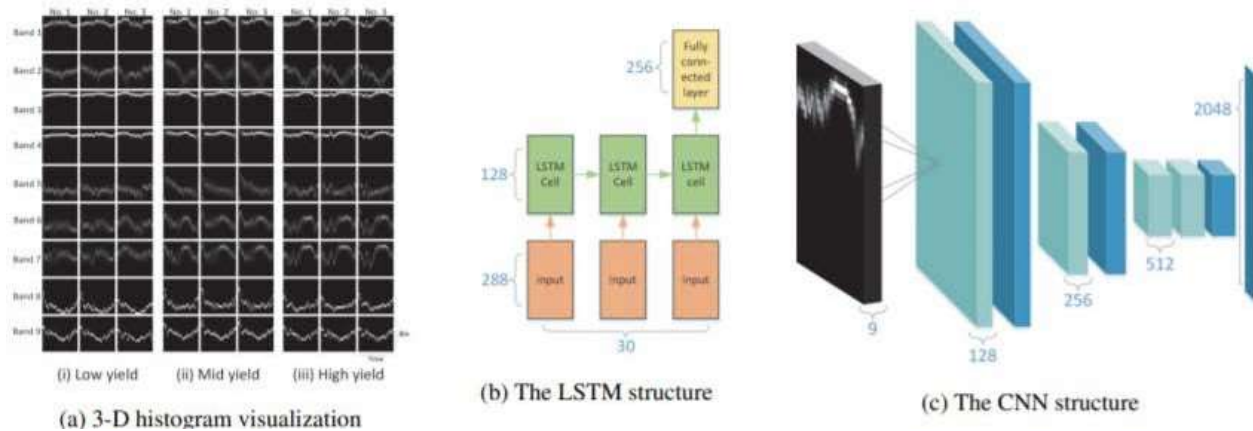 No. 1 No. 2 No. 3 No. 1 No. 2 No. 3 No. 1 No. 2 No. 3
Band 1
Band 2
Band 3
Band 4
Band 5
Band 6
Band 7
Band 8
Band 9
Bin
Time
(i) Low yield (ii) Mid yield (iii) High yield
(a) 3-D histogram visualization
256
Fully
conn-
ected
layer
128
LSTM
Cell
LSTM
Cell
LSTM
cell
288
input
input
input
30
(b) The LSTM structure
9
128
256
512
2048
(c) The CNN structure